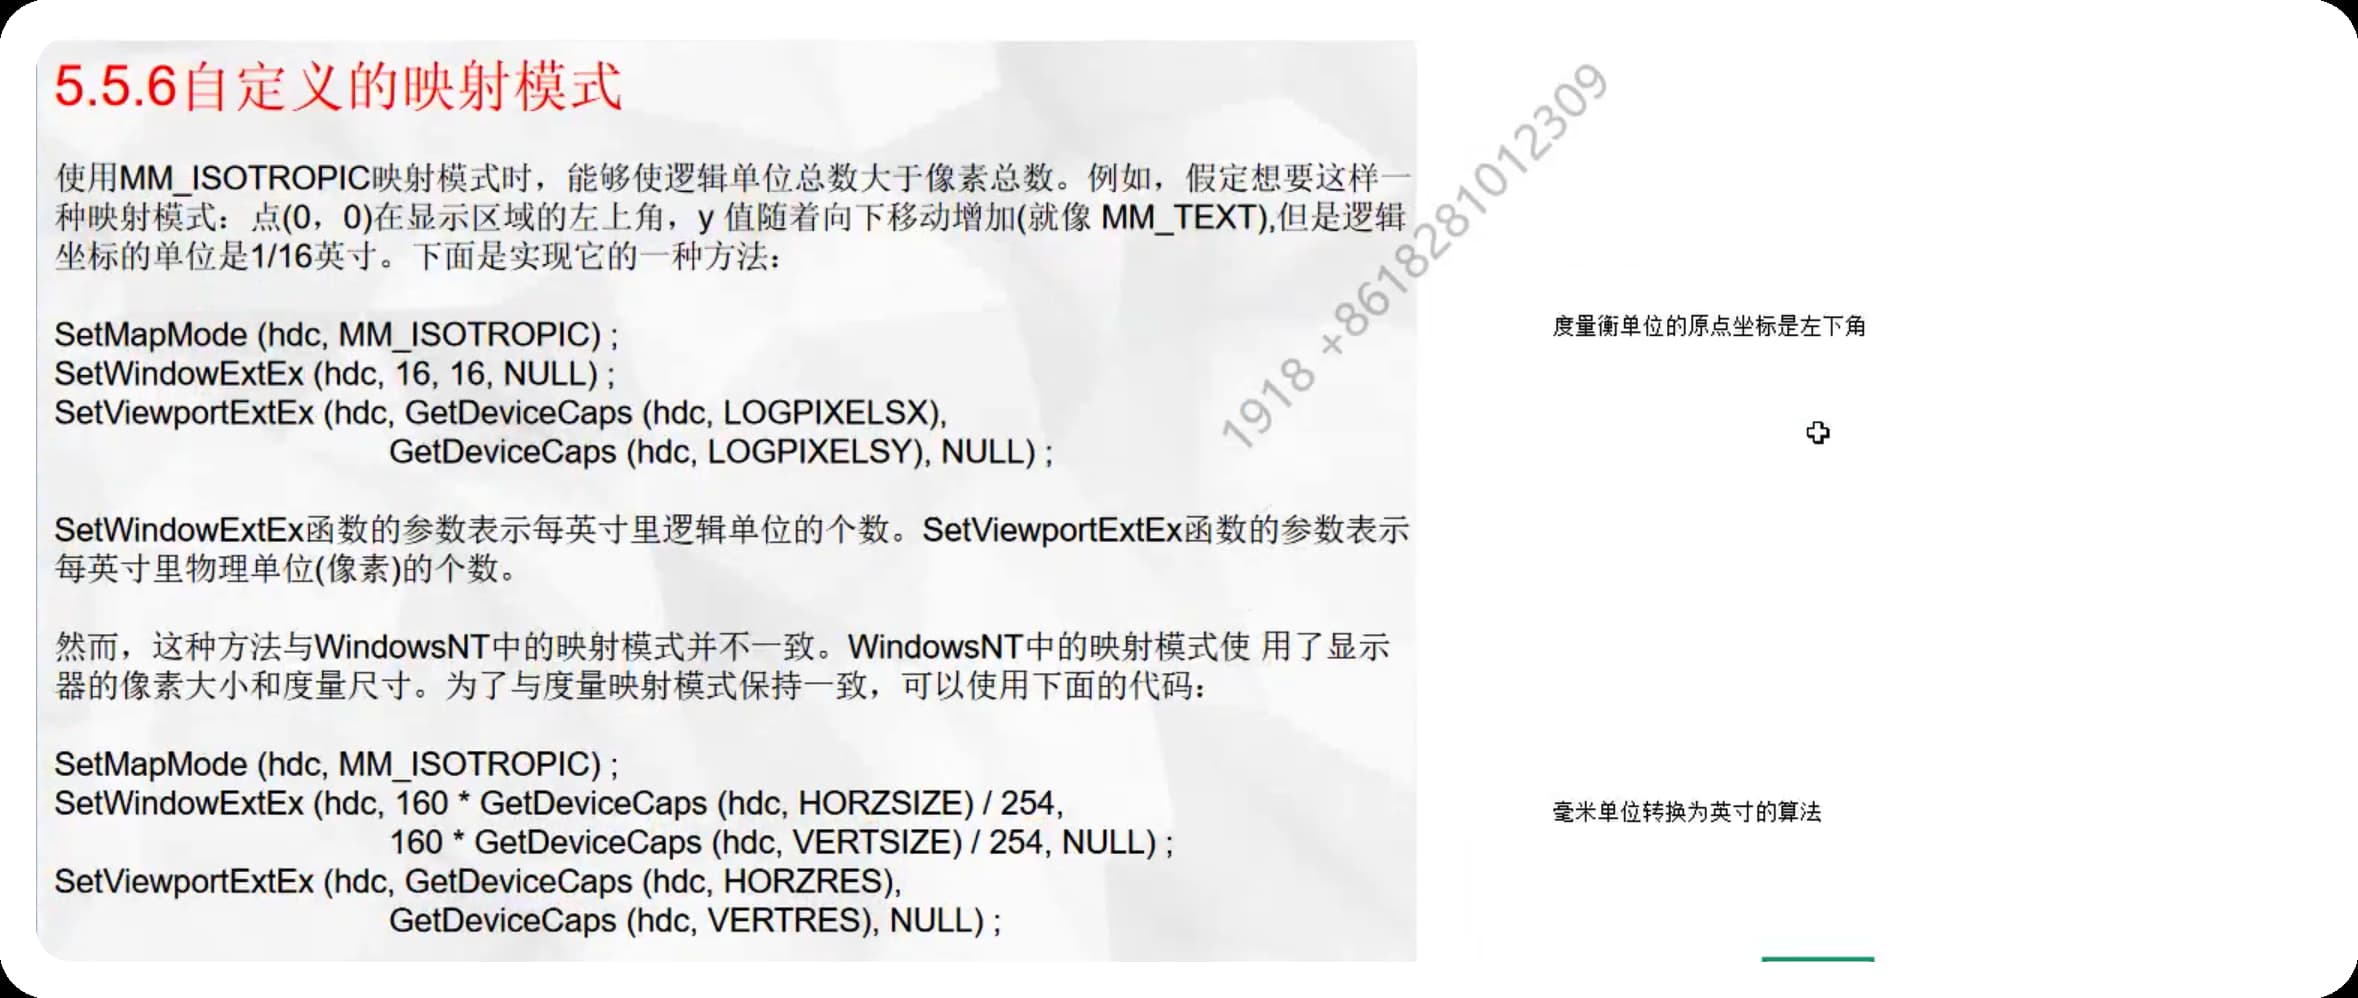 5.5.6自定义的映射模式
使用MM_ISOTROPIC映射模式时，能够使逻辑单位总数大于像素总数。例如，假定想要这样一
种映射模式：点(0，0)在显示区域的左上角，y 值随着向下移动增加(就像 MM_TEXT),但是逻辑
坐标的单位是1/16英寸。下面是实现它的一种方法：
SetMapMode (hdc, MM_ISOTROPIC) ;
SetWindowExtEx (hdc, 16, 16, NULL) ;
SetViewportExtEx (hdc, GetDeviceCaps (hdc, LOGPIXELSX),
GetDeviceCaps (hdc, LOGPIXELSY), NULL) ;
SetWindowExtEx函数的参数表示每英寸里逻辑单位的个数。SetViewportExtEx函数的参数表示
每英寸里物理单位(像素)的个数。
然而，这种方法与WindowsNT中的映射模式并不一致。WindowsNT中的映射模式使 用了显示
器的像素大小和度量尺寸。为了与度量映射模式保持一致，可以使用下面的代码：
SetMapMode (hdc, MM_ISOTROPIC) ;
SetWindowExtEx (hdc, 160 * GetDeviceCaps (hdc, HORZSIZE) / 254,
160 * GetDeviceCaps (hdc, VERTSIZE) / 254, NULL) ;
SetViewportExtEx (hdc, GetDeviceCaps (hdc, HORZRES),
GetDeviceCaps (hdc, VERTRES), NULL) ;
1918 +8618281012309
度量衡单位的原点坐标是左下角
毫米单位转换为英寸的算法